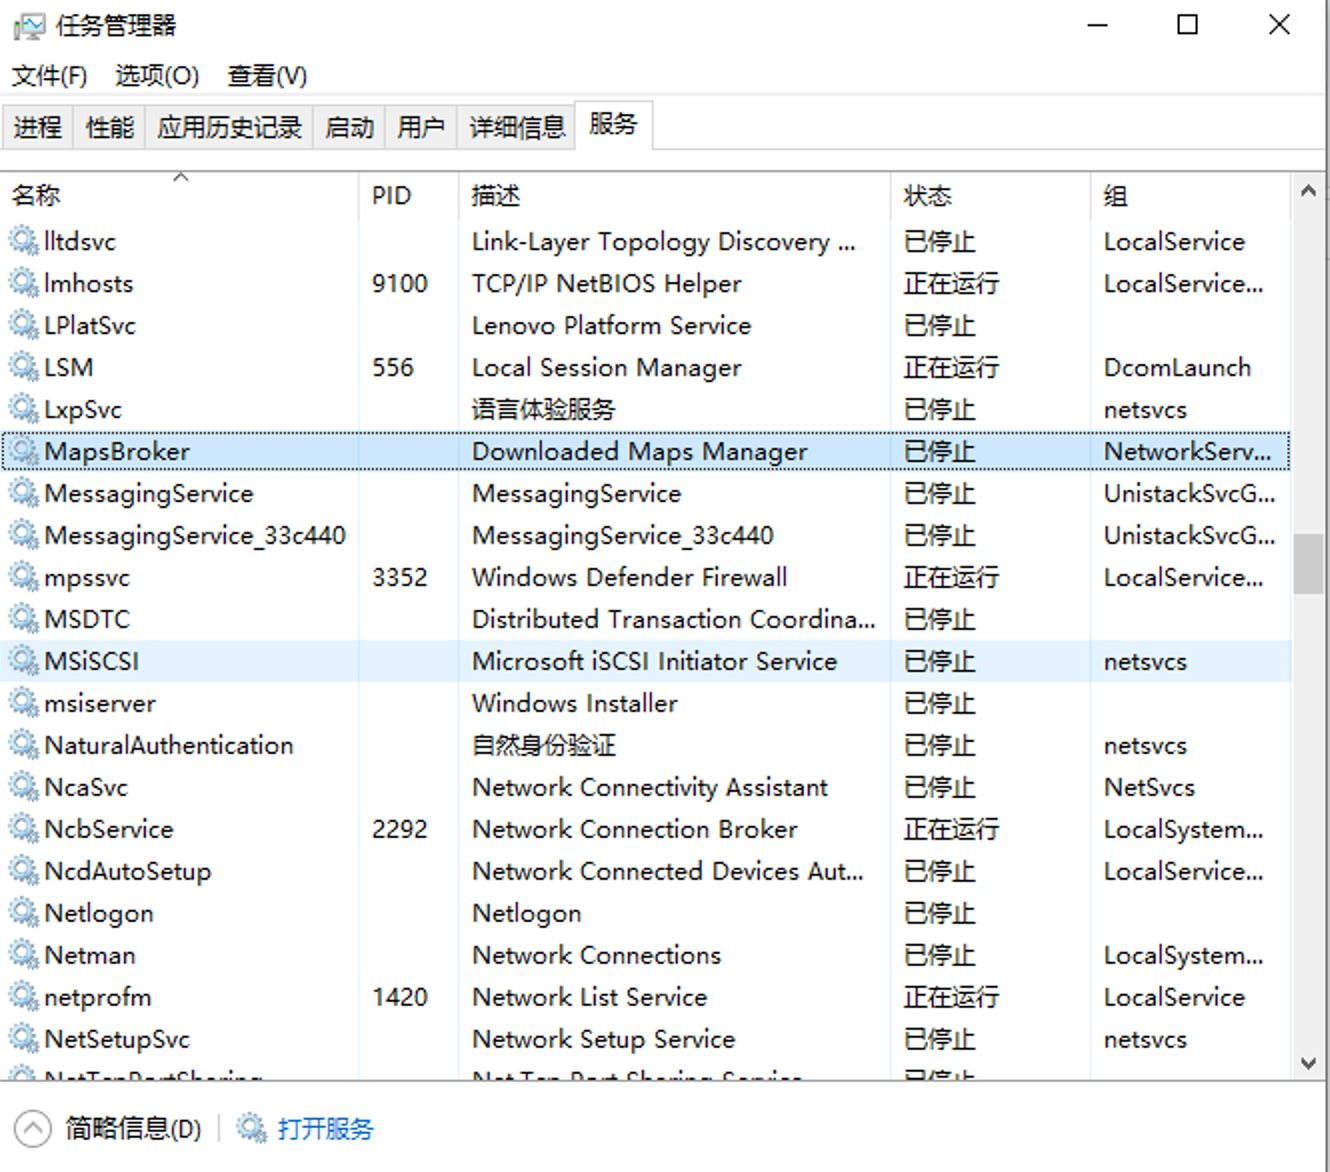 任务管理器
文件(F) 选项(O) 查看(V)
进程 性能 应用历史记录 启动 用户 详细信息 服务
名称 PID 描述 状态 组
lltdsvc Link-Layer Topology Discovery ... 已停止 LocalService
lmhosts 9100 TCP/IP NetBIOS Helper 正在运行 LocalService...
LPlatSvc Lenovo Platform Service 已停止
LSM 556 Local Session Manager 正在运行 DcomLaunch
LxpSvc 语言体验服务 已停止 netsvcs
MapsBroker Downloaded Maps Manager 已停止 NetworkServ...
MessagingService MessagingService 已停止 UnistackSvcG...
MessagingService_33c440 MessagingService_33c440 已停止 UnistackSvcG...
mpssvc 3352 Windows Defender Firewall 正在运行 LocalService...
MSDTC Distributed Transaction Coordina... 已停止
MSiSCSI Microsoft iSCSI Initiator Service 已停止 netsvcs
msiserver Windows Installer 已停止
NaturalAuthentication 自然身份验证 已停止 netsvcs
NcaSvc Network Connectivity Assistant 已停止 NetSvcs
NcbService 2292 Network Connection Broker 正在运行 LocalSystem...
NcdAutoSetup Network Connected Devices Aut... 已停止 LocalService...
Netlogon Netlogon 已停止
Netman Network Connections 已停止 LocalSystem...
netprofm 1420 Network List Service 正在运行 LocalService
NetSetupSvc Network Setup Service 已停止 netsvcs
NetTcpPortSharing Net.Tcp Port Sharing Service 已停止
简略信息(D) 打开服务